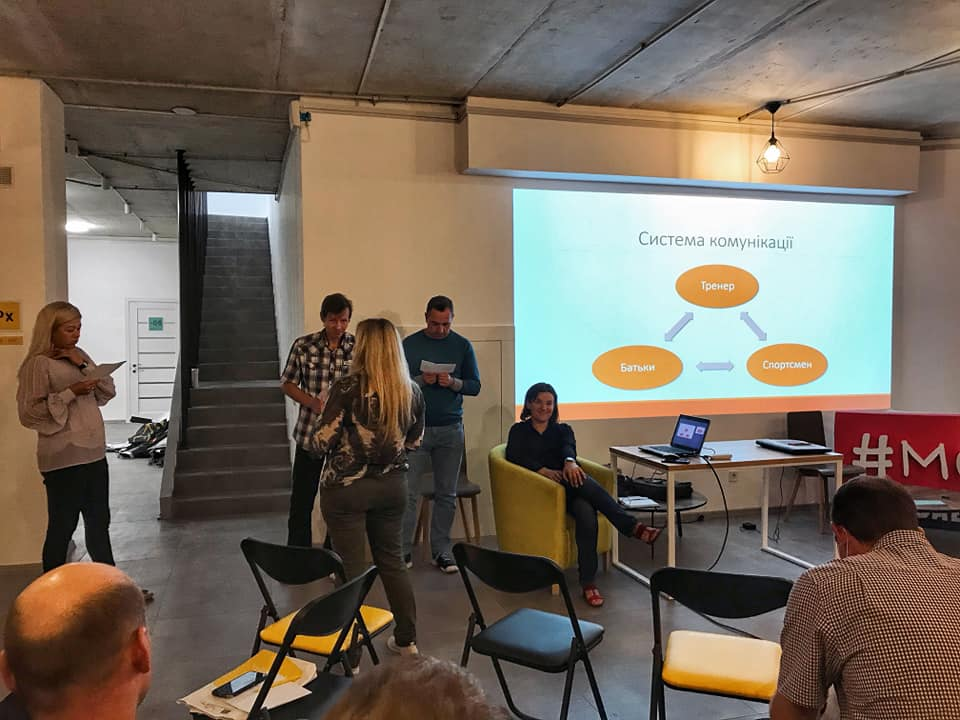 Система комунікації
Тренер
Батьки
Спортсмен
#М